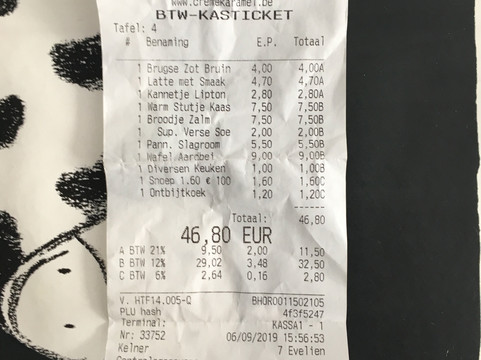 www.cremekaramel.be
BTW-KASTICKET
Tafel: 4
# Benaming E.P. Totaal
1 Brugse Zot Bruin 4,00 4,00A
1 Latte met Smaak 4,70 4,70A
1 Kannetje Lipton 2,80 2,80A
1 Warm Stutje Kaas 7,50 7,50B
1 Broodje Zalm 7,50 7,50B
1 Sup. Verse Soe 2,00 2,00B
1 Pann. Slagroom 5,50 5,50B
1 Wafel Aardbei 9,00 9,00B
1 Diversen Keuken 1,00 1,00B
1 Snoep 1.60 € 100 1,60 1,60C
1 Ontbijtkoek 1,20 1,20C
------
Totaal: 46,80
46,80 EUR
A BTW 21% 9,50 2,00 11,50
B BTW 12% 29,02 3,48 32,50
C BTW 6% 2,64 0,16 2,80
V. HTF14.005-Q BHOR0011502105
PLU hash 4f3f5247
Terminal: KASSA1 - 1
Nr: 33752 06/09/2019 15:56:53
Kelner 7 Evelien